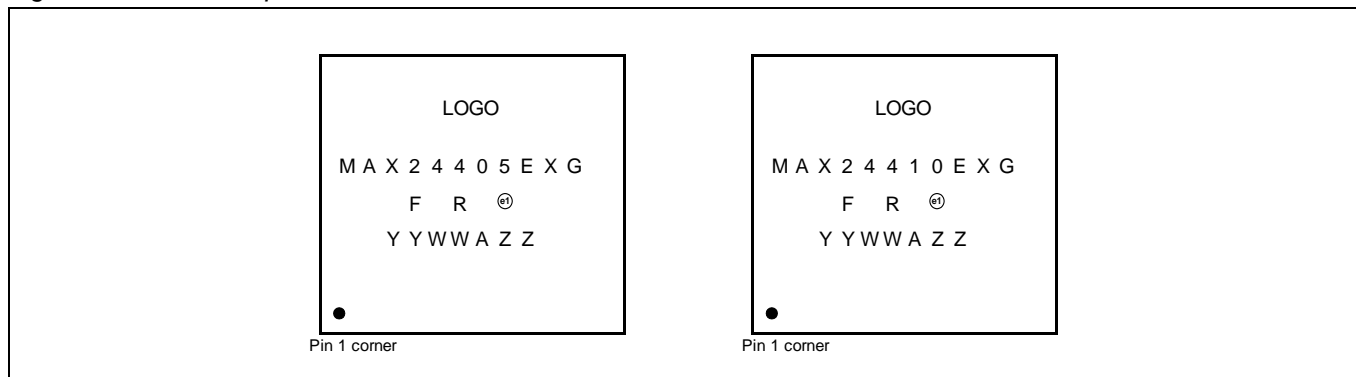 LOGO
MAX24405EXG
F R e1
YYWWAZZ
Pin 1 corner
LOGO
MAX24410EXG
F R e1
YYWWAZZ
Pin 1 corner